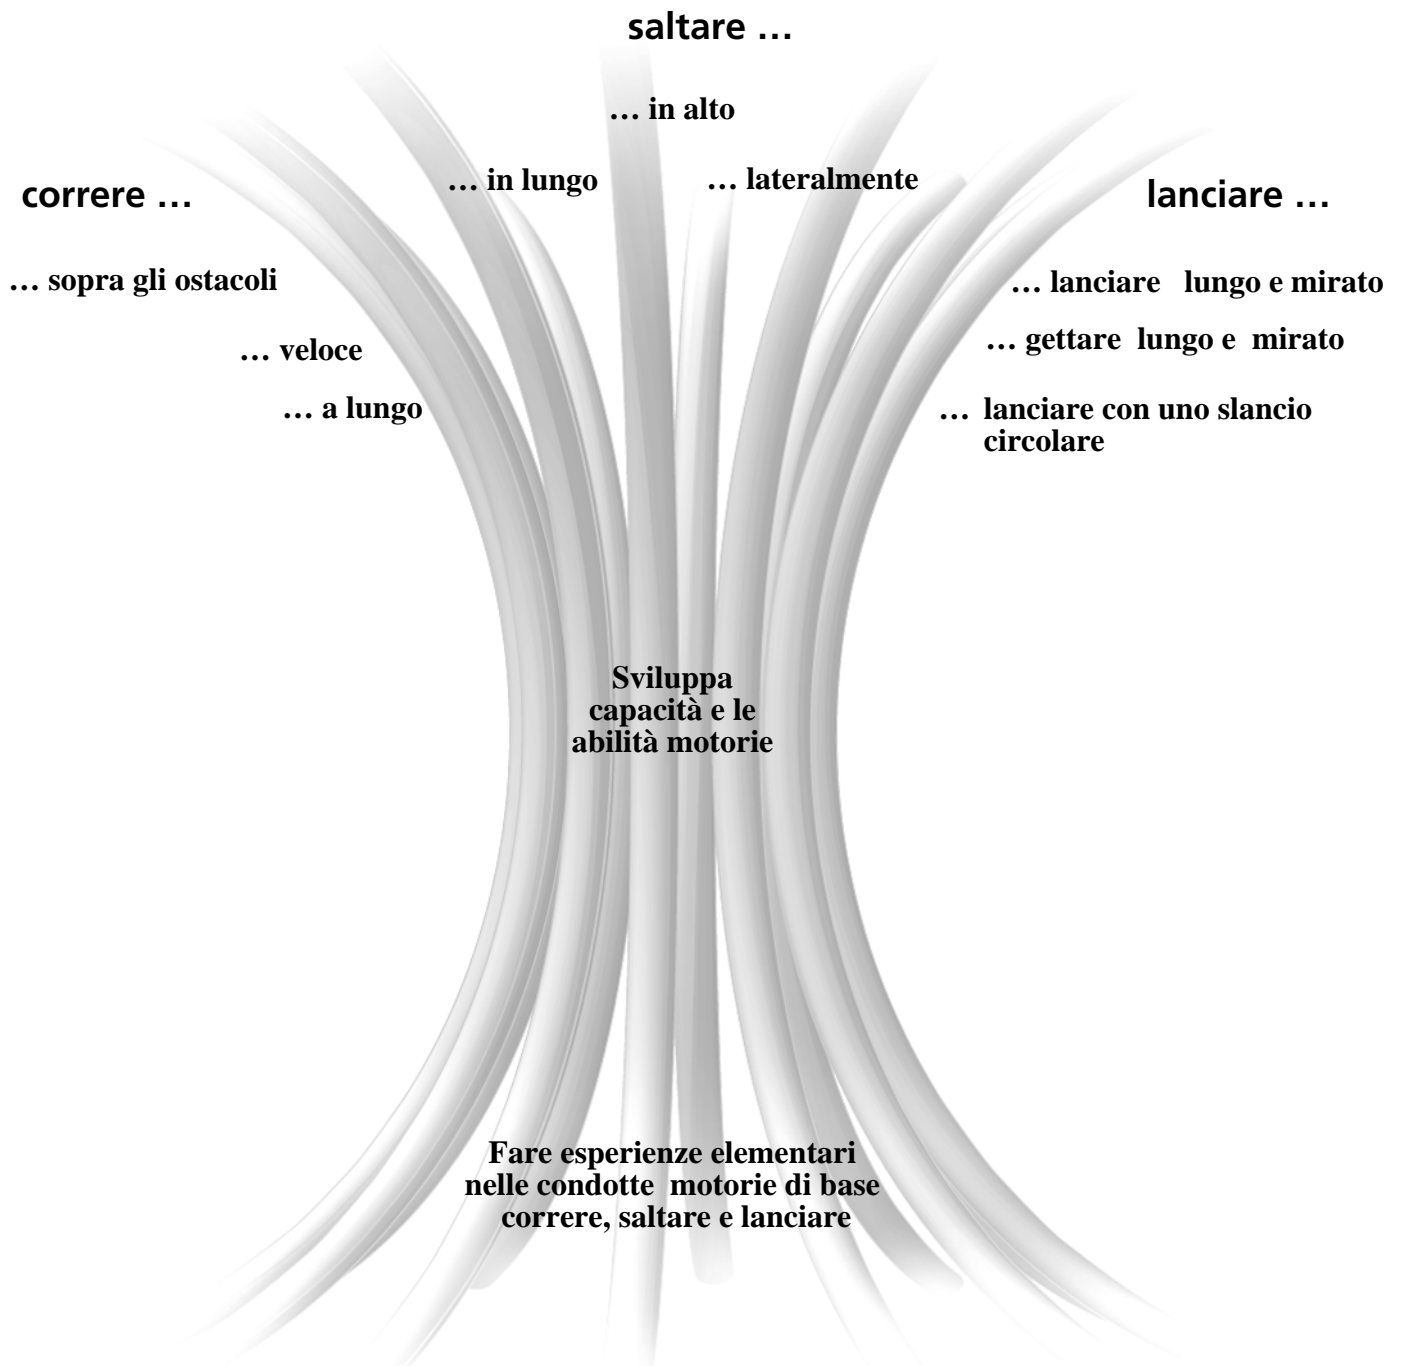 saltare …
… in alto
… in lungo
… lateralmente
correre …
… sopra gli ostacoli
… veloce
… a lungo
lanciare …
… lanciare lungo e mirato
… gettare lungo e mirato
… lanciare con uno slancio
circolare
Sviluppa
capacità e le
abilità motorie
Fare esperienze elementari
nelle condotte motorie di base
correre, saltare e lanciare